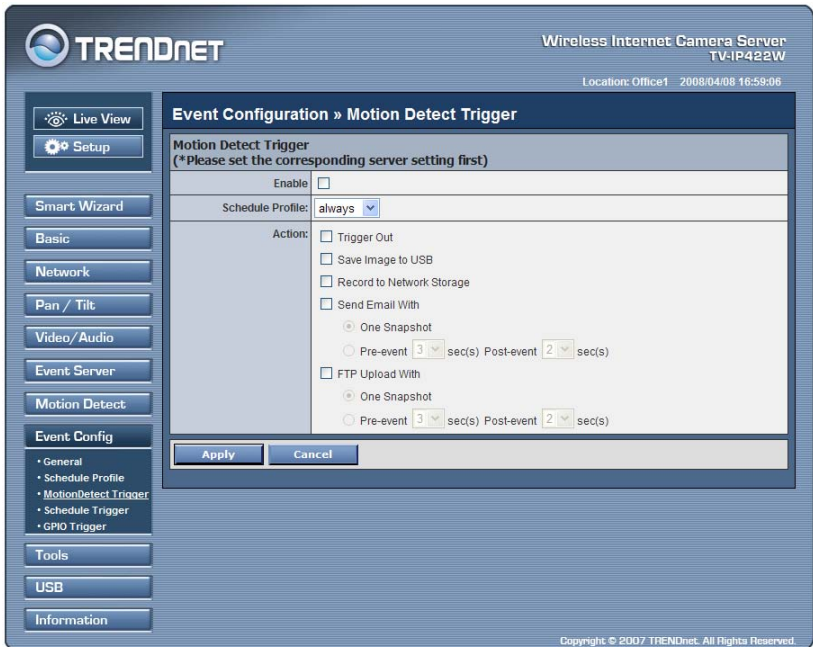 TRENDnet
Wireless Internet Camera Server
TV-IP422W
Location: Office1 2008/04/08 16:59:06
Live View
Setup
Smart Wizard
Basic
Network
Pan / Tilt
Video/Audio
Event Server
Motion Detect
Event Config
• General
• Schedule Profile
• MotionDetect Trigger
• Schedule Trigger
• GPIO Trigger
Tools
USB
Information
Event Configuration » Motion Detect Trigger
Motion Detect Trigger
(*Please set the corresponding server setting first)
Enable
Schedule Profile: always
Action: Trigger Out
Save Image to USB
Record to Network Storage
Send Email With
One Snapshot
Pre-event 3 sec(s) Post-event 2 sec(s)
FTP Upload With
One Snapshot
Pre-event 3 sec(s) Post-event 2 sec(s)
Apply Cancel
Copyright © 2007 TRENDnet. All Rights Reserved.